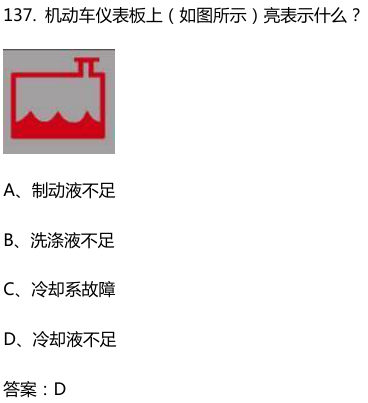 137. 机动车仪表板上（如图所示）亮表示什么？
A、制动液不足
B、洗涤液不足
C、冷却系故障
D、冷却液不足
答案：D